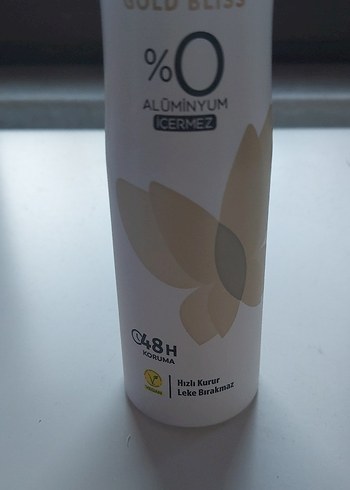 GOLD BLISS
%0
ALÜMİNYUM
İÇERMEZ
48H
KORUMA
Hızlı Kurur
Leke Bırakmaz